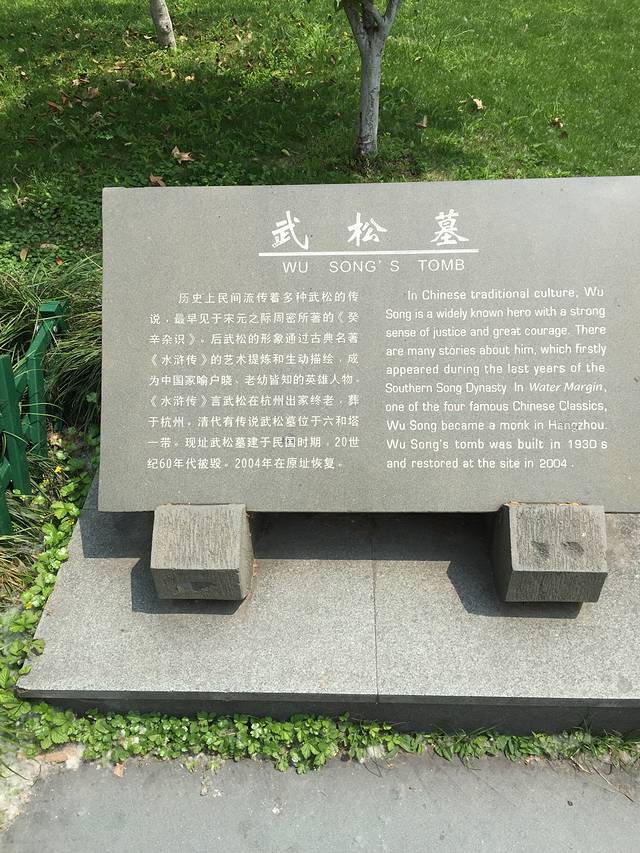 武松墓
WU SONG'S TOMB
历史上民间流传着多种武松的传
说，最早见于宋元之际周密所著的《癸
辛杂识》，后武松的形象通过古典名著
《水浒传》的艺术提炼和生动描绘，成
为中国家喻户晓、老幼皆知的英雄人物。
《水浒传》言武松在杭州出家终老，葬
于杭州，清代有传说武松墓位于六和塔
一带。现址武松墓建于民国时期，20世
纪60年代被毁。2004年在原址恢复。
In Chinese traditional culture, Wu
Song is a widely known hero with a strong
sense of justice and great courage. There
are many stories about him, which firstly
appeared during the last years of the
Southern Song Dynasty. In Water Margin,
one of the four famous Chinese Classics,
Wu Song became a monk in Hangzhou.
Wu Song's tomb was built in 1930 s
and restored at the site in 2004 .